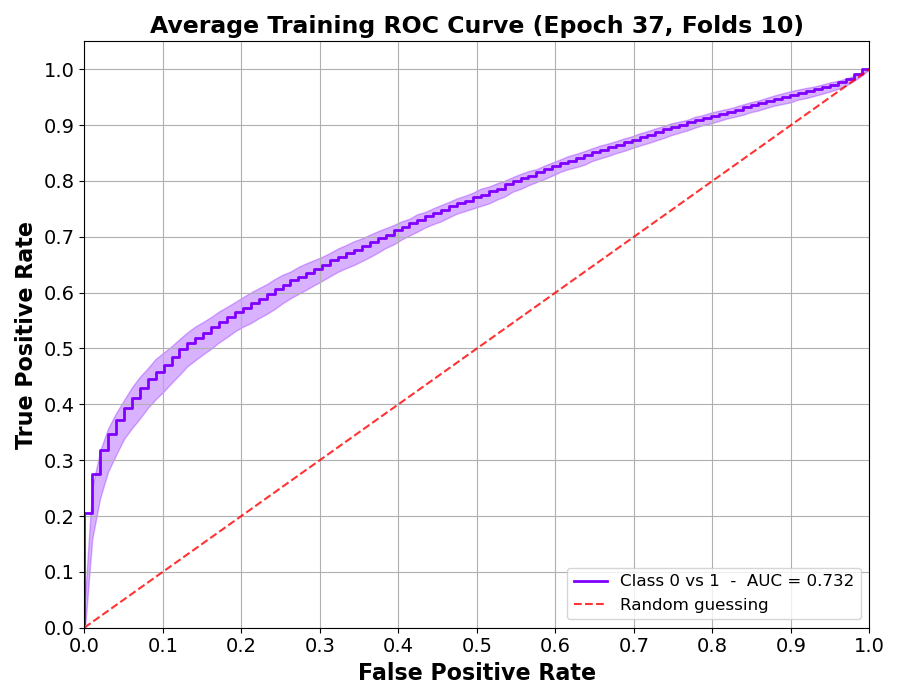 Average Training ROC Curve (Epoch 37, Folds 10)
True Positive Rate
1.0
0.9
0.8
0.7
0.6
0.5
0.4
0.3
0.2
0.1
0.0
Class 0 vs 1 - AUC = 0.732
Random guessing
0.0 0.1 0.2 0.3 0.4 0.5 0.6 0.7 0.8 0.9 1.0
False Positive Rate